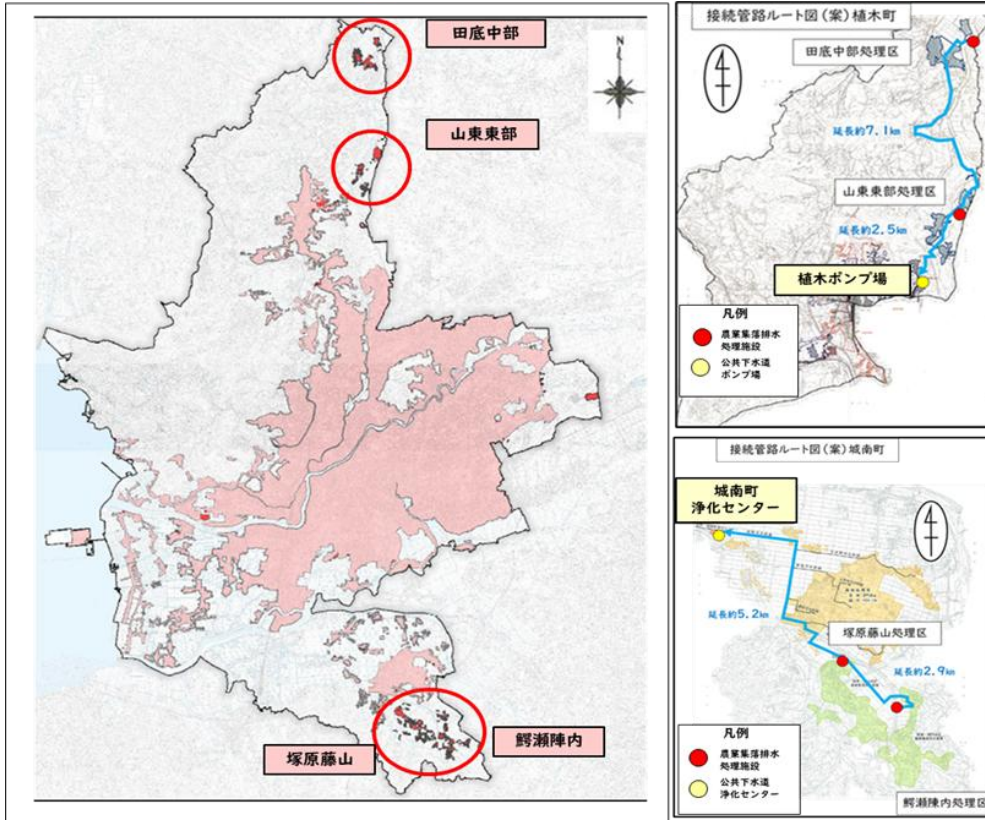 田底中部
N
山東東部
塚原藤山
鰐瀬陣内
接続管路ルート図(案)植木町
田底中部処理区
延長約7.1km
山東東部処理区
延長約2.5km
植木ポンプ場
凡例
農業集落排水
処理施設
公共下水道
ポンプ場
接続管路ルート図(案)城南町
城南町
浄化センター
延長約5.2km
塚原藤山処理区
延長約2.9km
凡例
農業集落排水
処理施設
公共下水道
浄化センター
鰐瀬陣内処理区